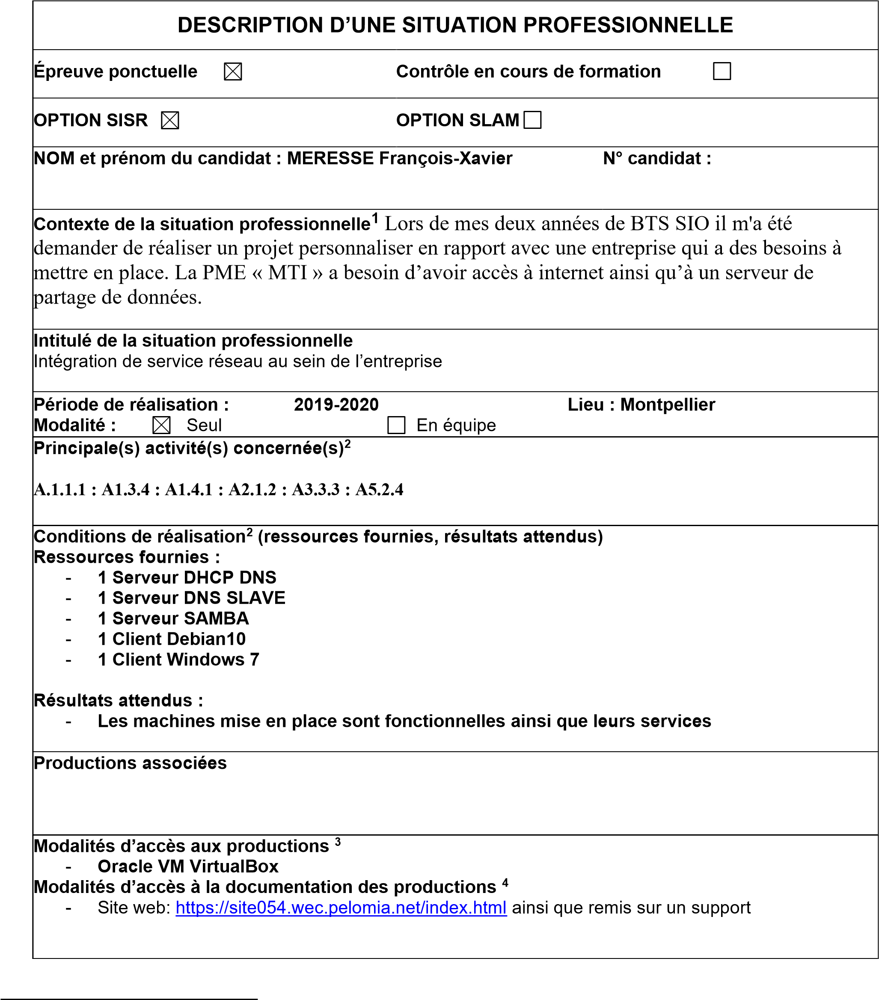 DESCRIPTION D’UNE SITUATION PROFESSIONNELLE
Épreuve ponctuelle ☒ Contrôle en cours de formation ☐
OPTION SISR ☒ OPTION SLAM ☐
NOM et prénom du candidat : MERESSE François-Xavier N° candidat :
Contexte de la situation professionnelle1 Lors de mes deux années de BTS SIO il m'a été
demander de réaliser un projet personnaliser en rapport avec une entreprise qui a des besoins à
mettre en place. La PME « MTI » a besoin d’avoir accès à internet ainsi qu’à un serveur de
partage de données.
Intitulé de la situation professionnelle
Intégration de service réseau au sein de l’entreprise
Période de réalisation : 2019-2020 Lieu : Montpellier
Modalité : ☒ Seul ☐ En équipe
Principale(s) activité(s) concernée(s)2
A.1.1.1 : A1.3.4 : A1.4.1 : A2.1.2 : A3.3.3 : A5.2.4
Conditions de réalisation2 (ressources fournies, résultats attendus)
Ressources fournies :
- 1 Serveur DHCP DNS
- 1 Serveur DNS SLAVE
- 1 Serveur SAMBA
- 1 Client Debian10
- 1 Client Windows 7
Résultats attendus :
- Les machines mise en place sont fonctionnelles ainsi que leurs services
Productions associées
Modalités d’accès aux productions 3
- Oracle VM VirtualBox
Modalités d’accès à la documentation des productions 4
- Site web: https://site054.wec.pelomia.net/index.html ainsi que remis sur un support